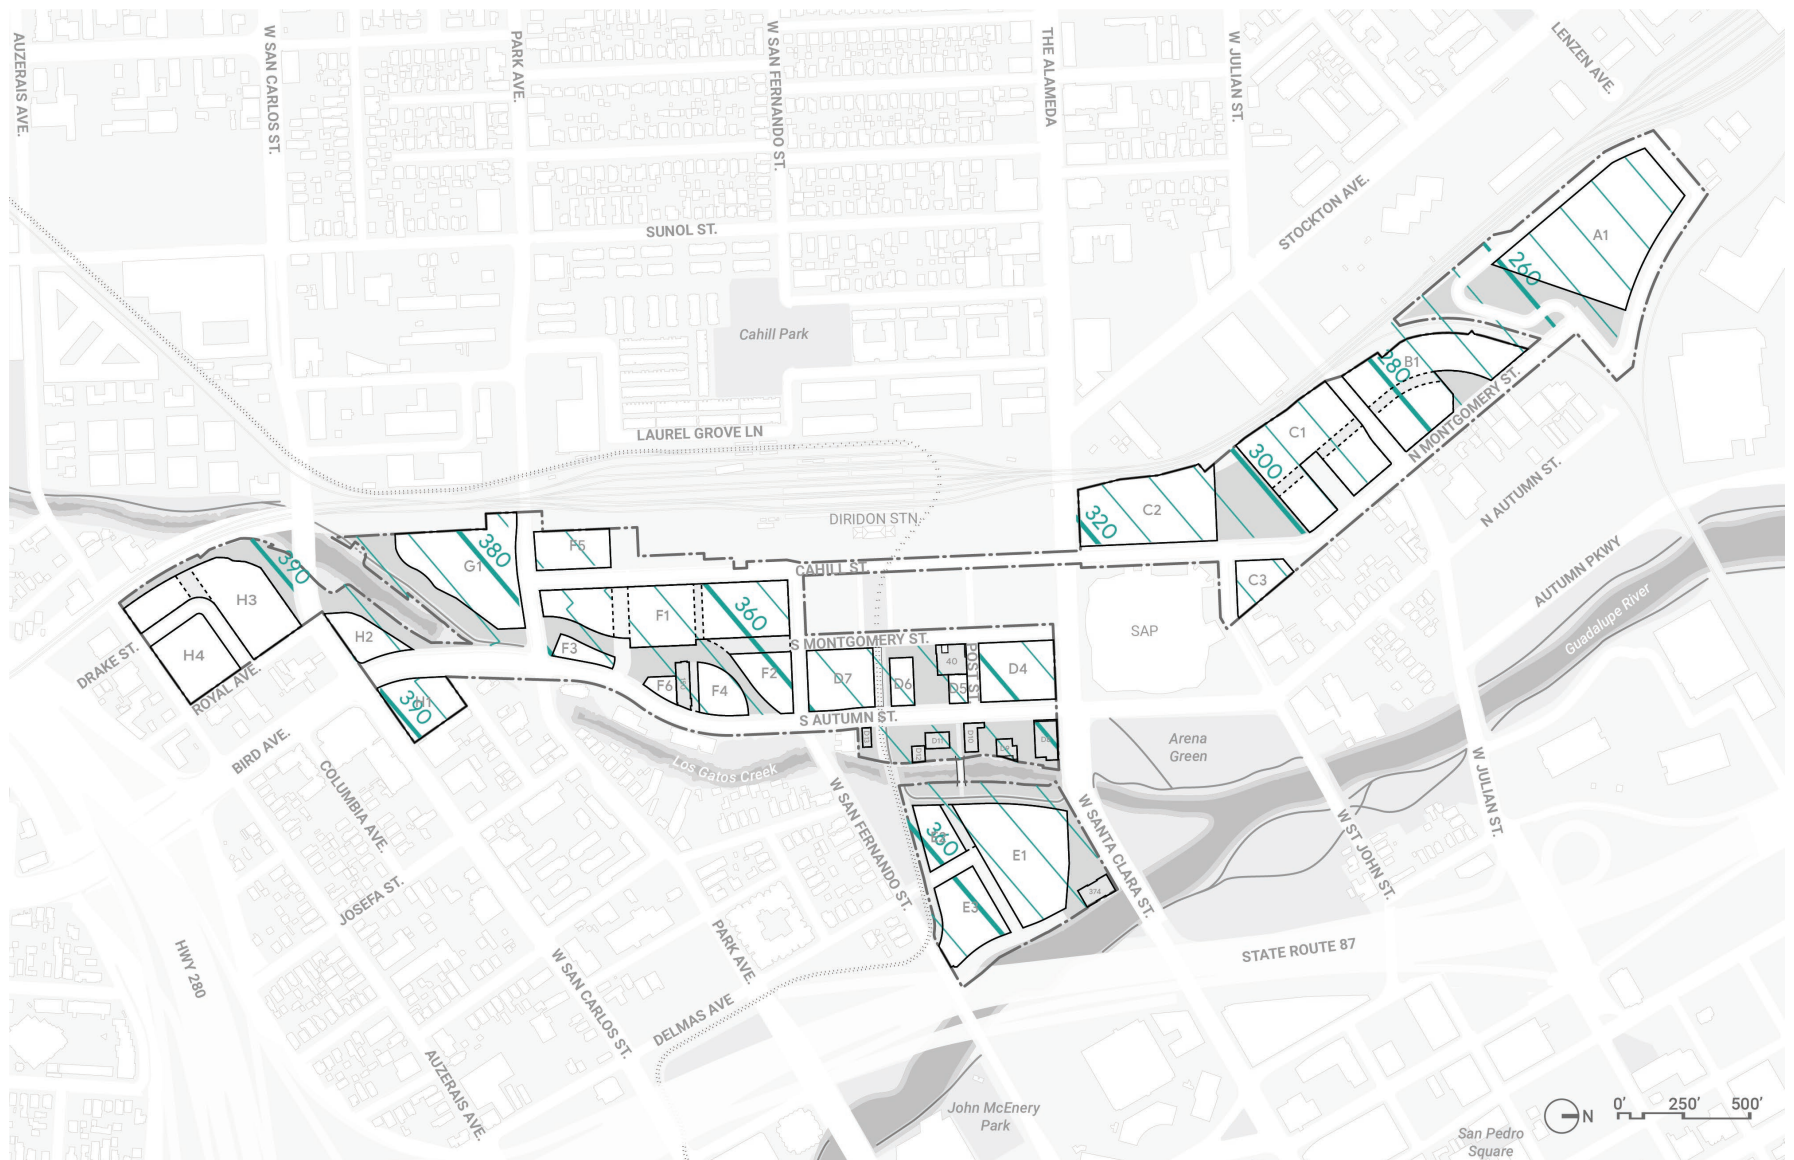 AUZERAIS AVE.
W SAN CARLOS ST.
PARK AVE.
W SAN FERNANDO ST.
THE ALAMEDA
W JULIAN ST.
LENZEN AVE.
STOCKTON AVE.
SUNOL ST.
A1
260
Cahill Park
B1
280
LAUREL GROVE LN
C1
300
N MONTGOMERY ST.
N AUTUMN ST.
C2
320
DIRIDON STN.
380
G1
F5
CAHILL ST.
C3
AUTUMN PKWY
Guadalupe River
390
H3
H2
H4
F1
360
SAP
S MONTGOMERY ST.
POST ST
F3
F2
F6
F4
D7
D6
40
D5
D4
DRAKE ST.
ROYAL AVE.
H1
390
S AUTUMN ST.
D11
D10
Arena
Green
BIRD AVE.
Los Gatos Creek
COLUMBIA AVE.
W SAN FERNANDO ST.
W SANTA CLARA ST.
W ST JOHN ST.
W JULIAN ST.
360
E1
E3
374
JOSEFA ST.
HWY 280
W SAN CARLOS ST.
PARK AVE.
DELMAS AVE
STATE ROUTE 87
AUZERAIS AVE.
John McEnery
Park
San Pedro
Square
N
0' 250' 500'